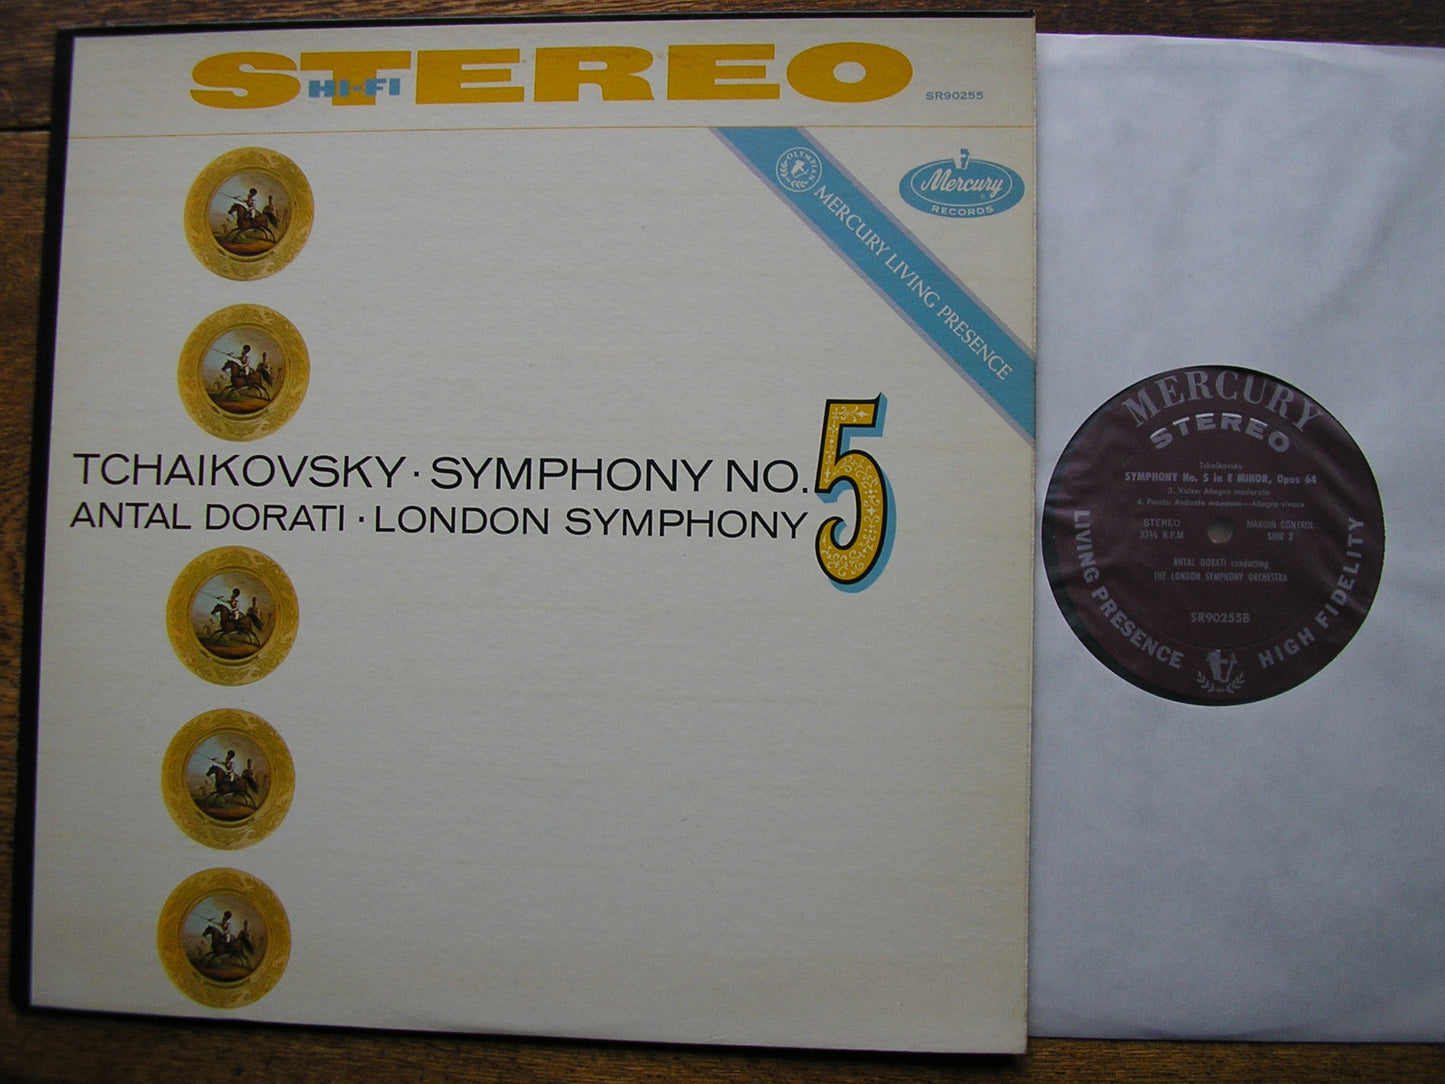 STEREO
HI-FI
SR90255
OLYMPIAN
MERCURY LIVING PRESENCE
Mercury
RECORDS
TCHAIKOVSKY · SYMPHONY NO. 5
ANTAL DORATI · LONDON SYMPHONY
MERCURY
STEREO
Tchaikovsky
SYMPHONY No. 5 in E MINOR, Opus 64
3. Valse: Allegro moderato
4. Finale: Andante maestoso—Allegro vivace
STEREO
33⅓ R.P.M
MARGIN CONTROL
SIDE 2
ANTAL DORATI conducting
THE LONDON SYMPHONY ORCHESTRA
SR90255B
LIVING PRESENCE
HIGH FIDELITY